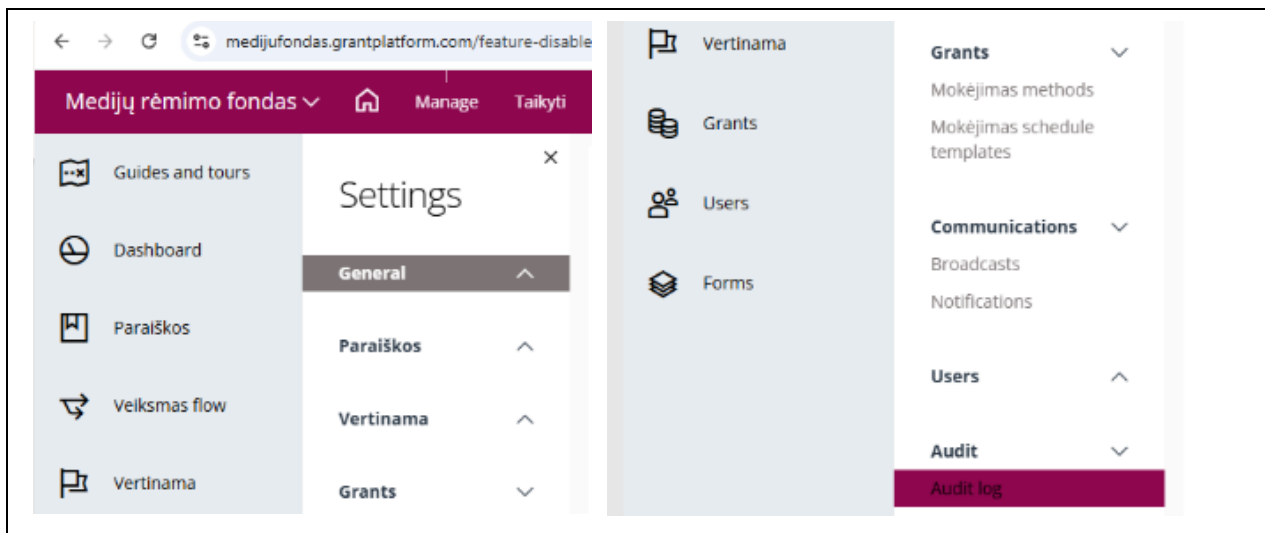 medijufondas.grantplatform.com/feature-disable
Medijų rėmimo fondas
Manage
Taikyti
Guides and tours
Dashboard
Paraiškos
Veiksmas flow
Vertinama
Settings
General
Paraiškos
Vertinama
Grants
Vertinama
Grants
Users
Forms
Grants
Mokėjimas methods
Mokėjimas schedule
templates
Communications
Broadcasts
Notifications
Users
Audit
Audit log